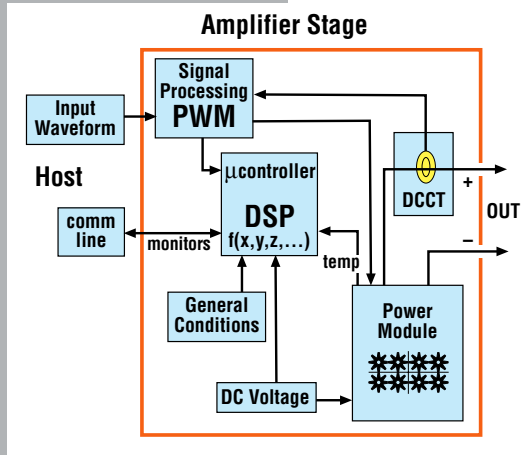 Amplifier Stage
Signal
Processing
PWM
Input
Waveform
Host
µcontroller
DSP
f(x,y,z,...)
DCCT
+
OUT
–
comm
line
monitors
temp
General
Conditions
Power
Module
DC Voltage